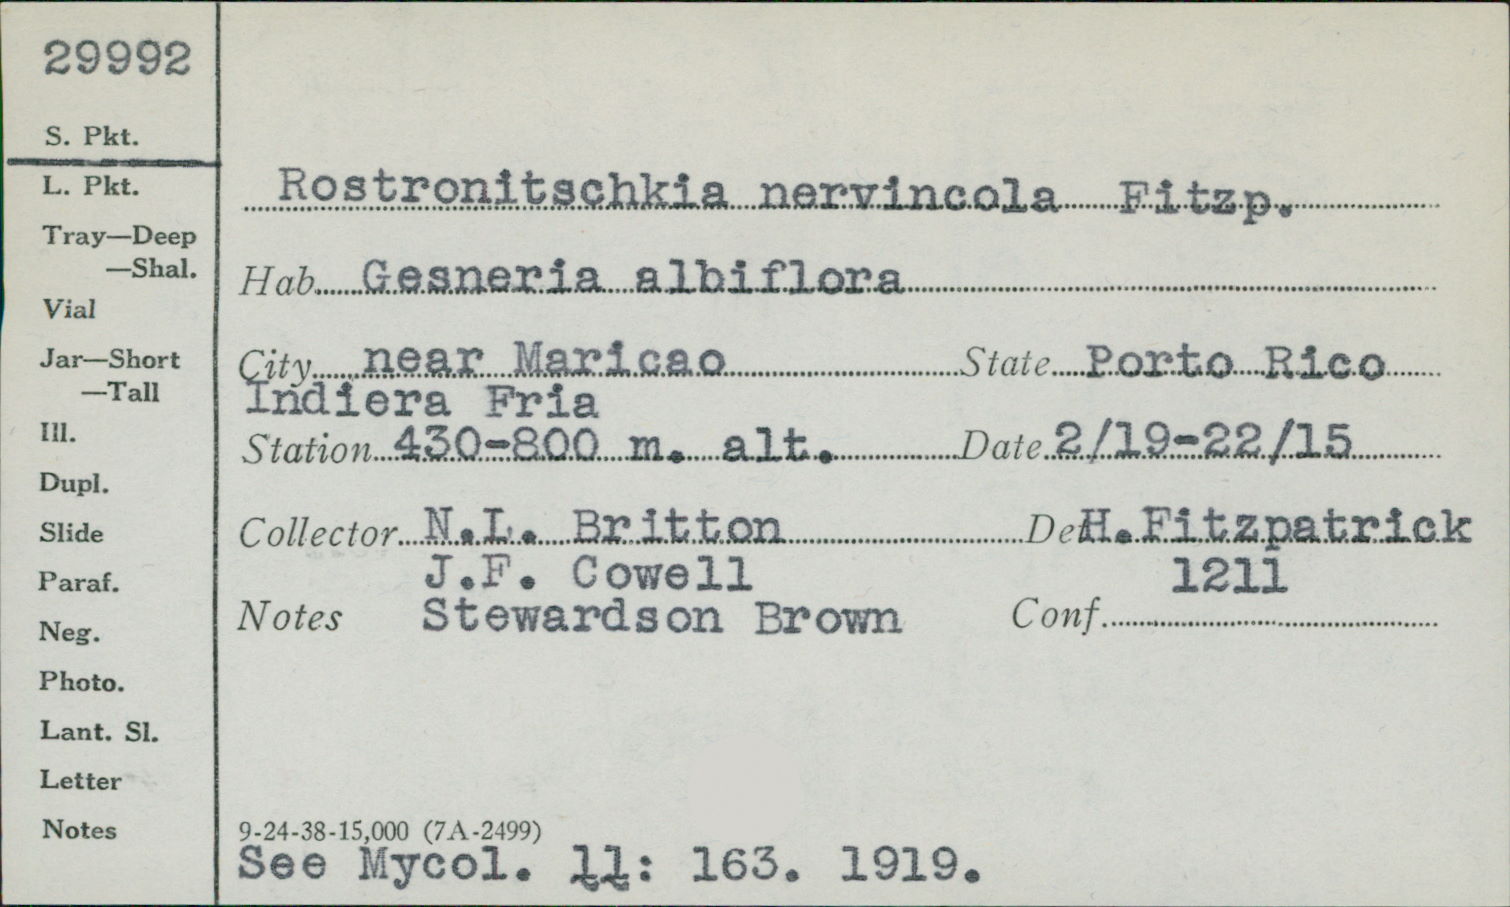 29992
S. Pkt.
L. Pkt.
Tray—Deep
—Shal.
Vial
Jar—Short
—Tall
Ill.
Dupl.
Slide
Paraf.
Neg.
Photo.
Lant. Sl.
Letter
Notes
Rostronitschkia nervincola Fitzp.
Hab. Gesneria albiflora
City near Maricao State Porto Rico
Indiera Fria
Station 430-800 m. alt. Date 2/19-22/15
Collector N.L. Britton Det H.Fitzpatrick
J.F. Cowell 1211
Notes Stewardson Brown Conf.
9-24-38-15,000 (7A-2499)
See Mycol. 11: 163. 1919.